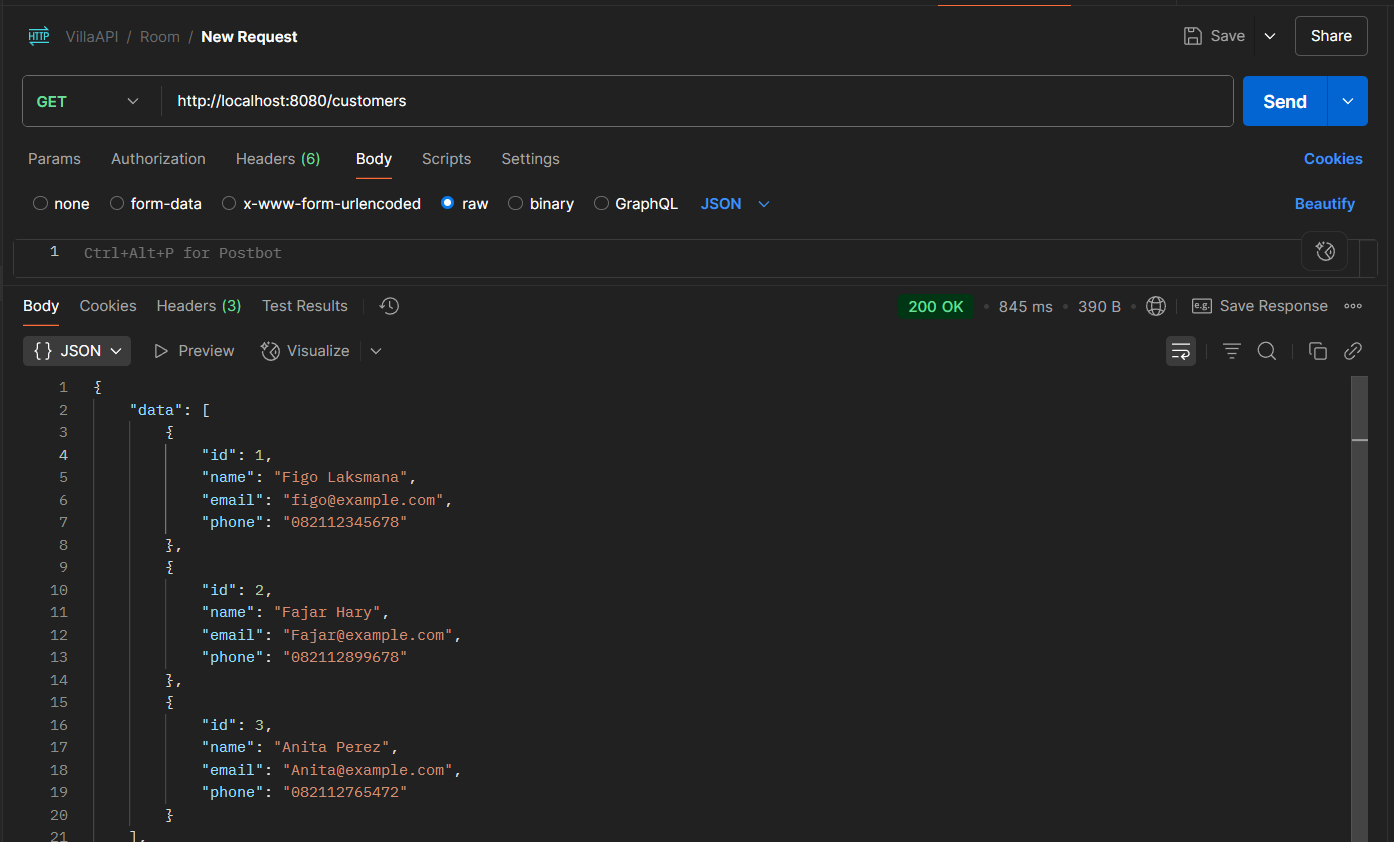 HTTP VillaAPI / Room / New Request Save Share
GET http://localhost:8080/customers Send
Params Authorization Headers (6) Body Scripts Settings Cookies
none form-data x-www-form-urlencoded raw binary GraphQL JSON Beautify
1 Ctrl+Alt+P for Postbot
Body Cookies Headers (3) Test Results 200 OK • 845 ms • 390 B • e.g. Save Response
{} JSON Preview Visualize
1 {
2 "data": [
3 {
4 "id": 1,
5 "name": "Figo Laksmana",
6 "email": "figo@example.com",
7 "phone": "082112345678"
8 },
9 {
10 "id": 2,
11 "name": "Fajar Hary",
12 "email": "Fajar@example.com",
13 "phone": "082112899678"
14 },
15 {
16 "id": 3,
17 "name": "Anita Perez",
18 "email": "Anita@example.com",
19 "phone": "082112765472"
20 }
21 ],